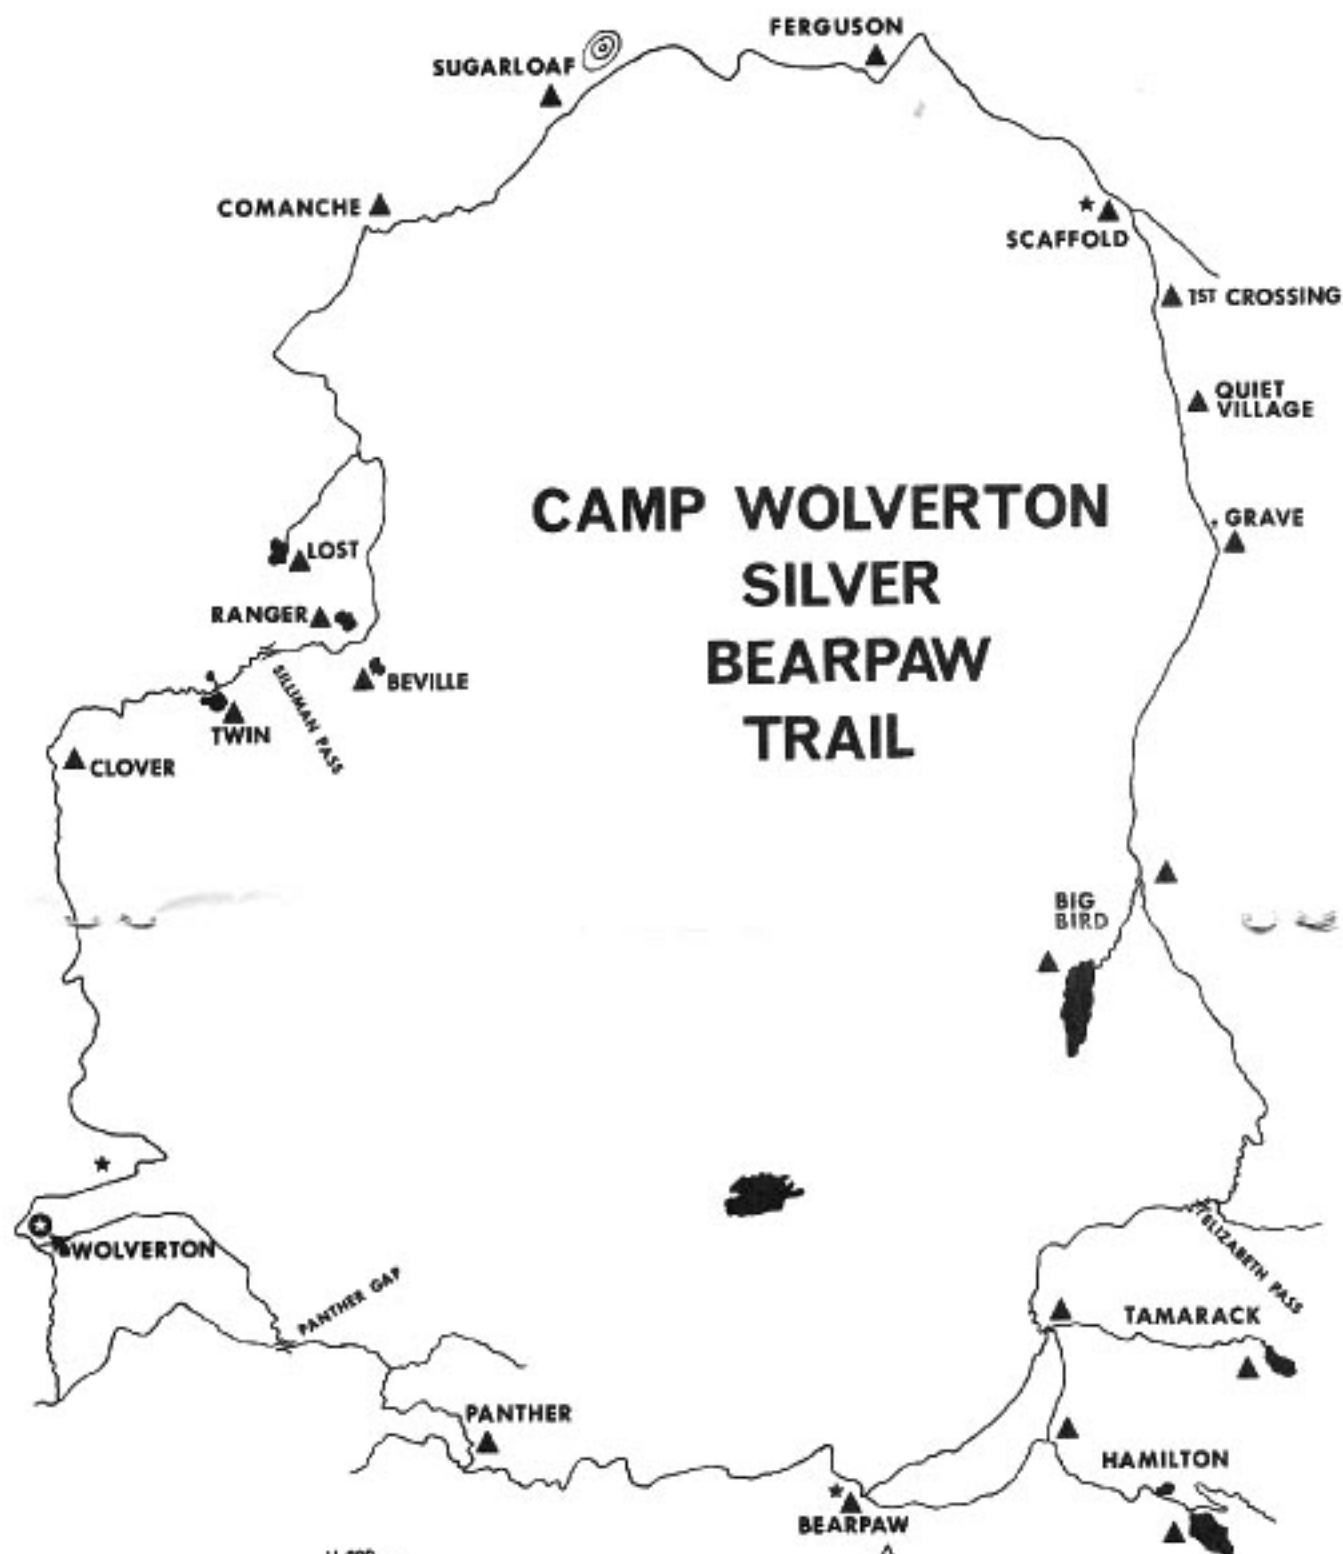 FERGUSON
SUGARLOAF
COMANCHE
SCAFFOLD
1ST CROSSING
QUIET
VILLAGE
CAMP WOLVERTON
SILVER
BEARPAW
TRAIL
GRAVE
LOST
RANGER
BEVILLE
SILLIMAN PASS
TWIN
CLOVER
BIG
BIRD
WOLVERTON
PANTHER GAP
ELIZABETH PASS
TAMARACK
PANTHER
HAMILTON
BEARPAW